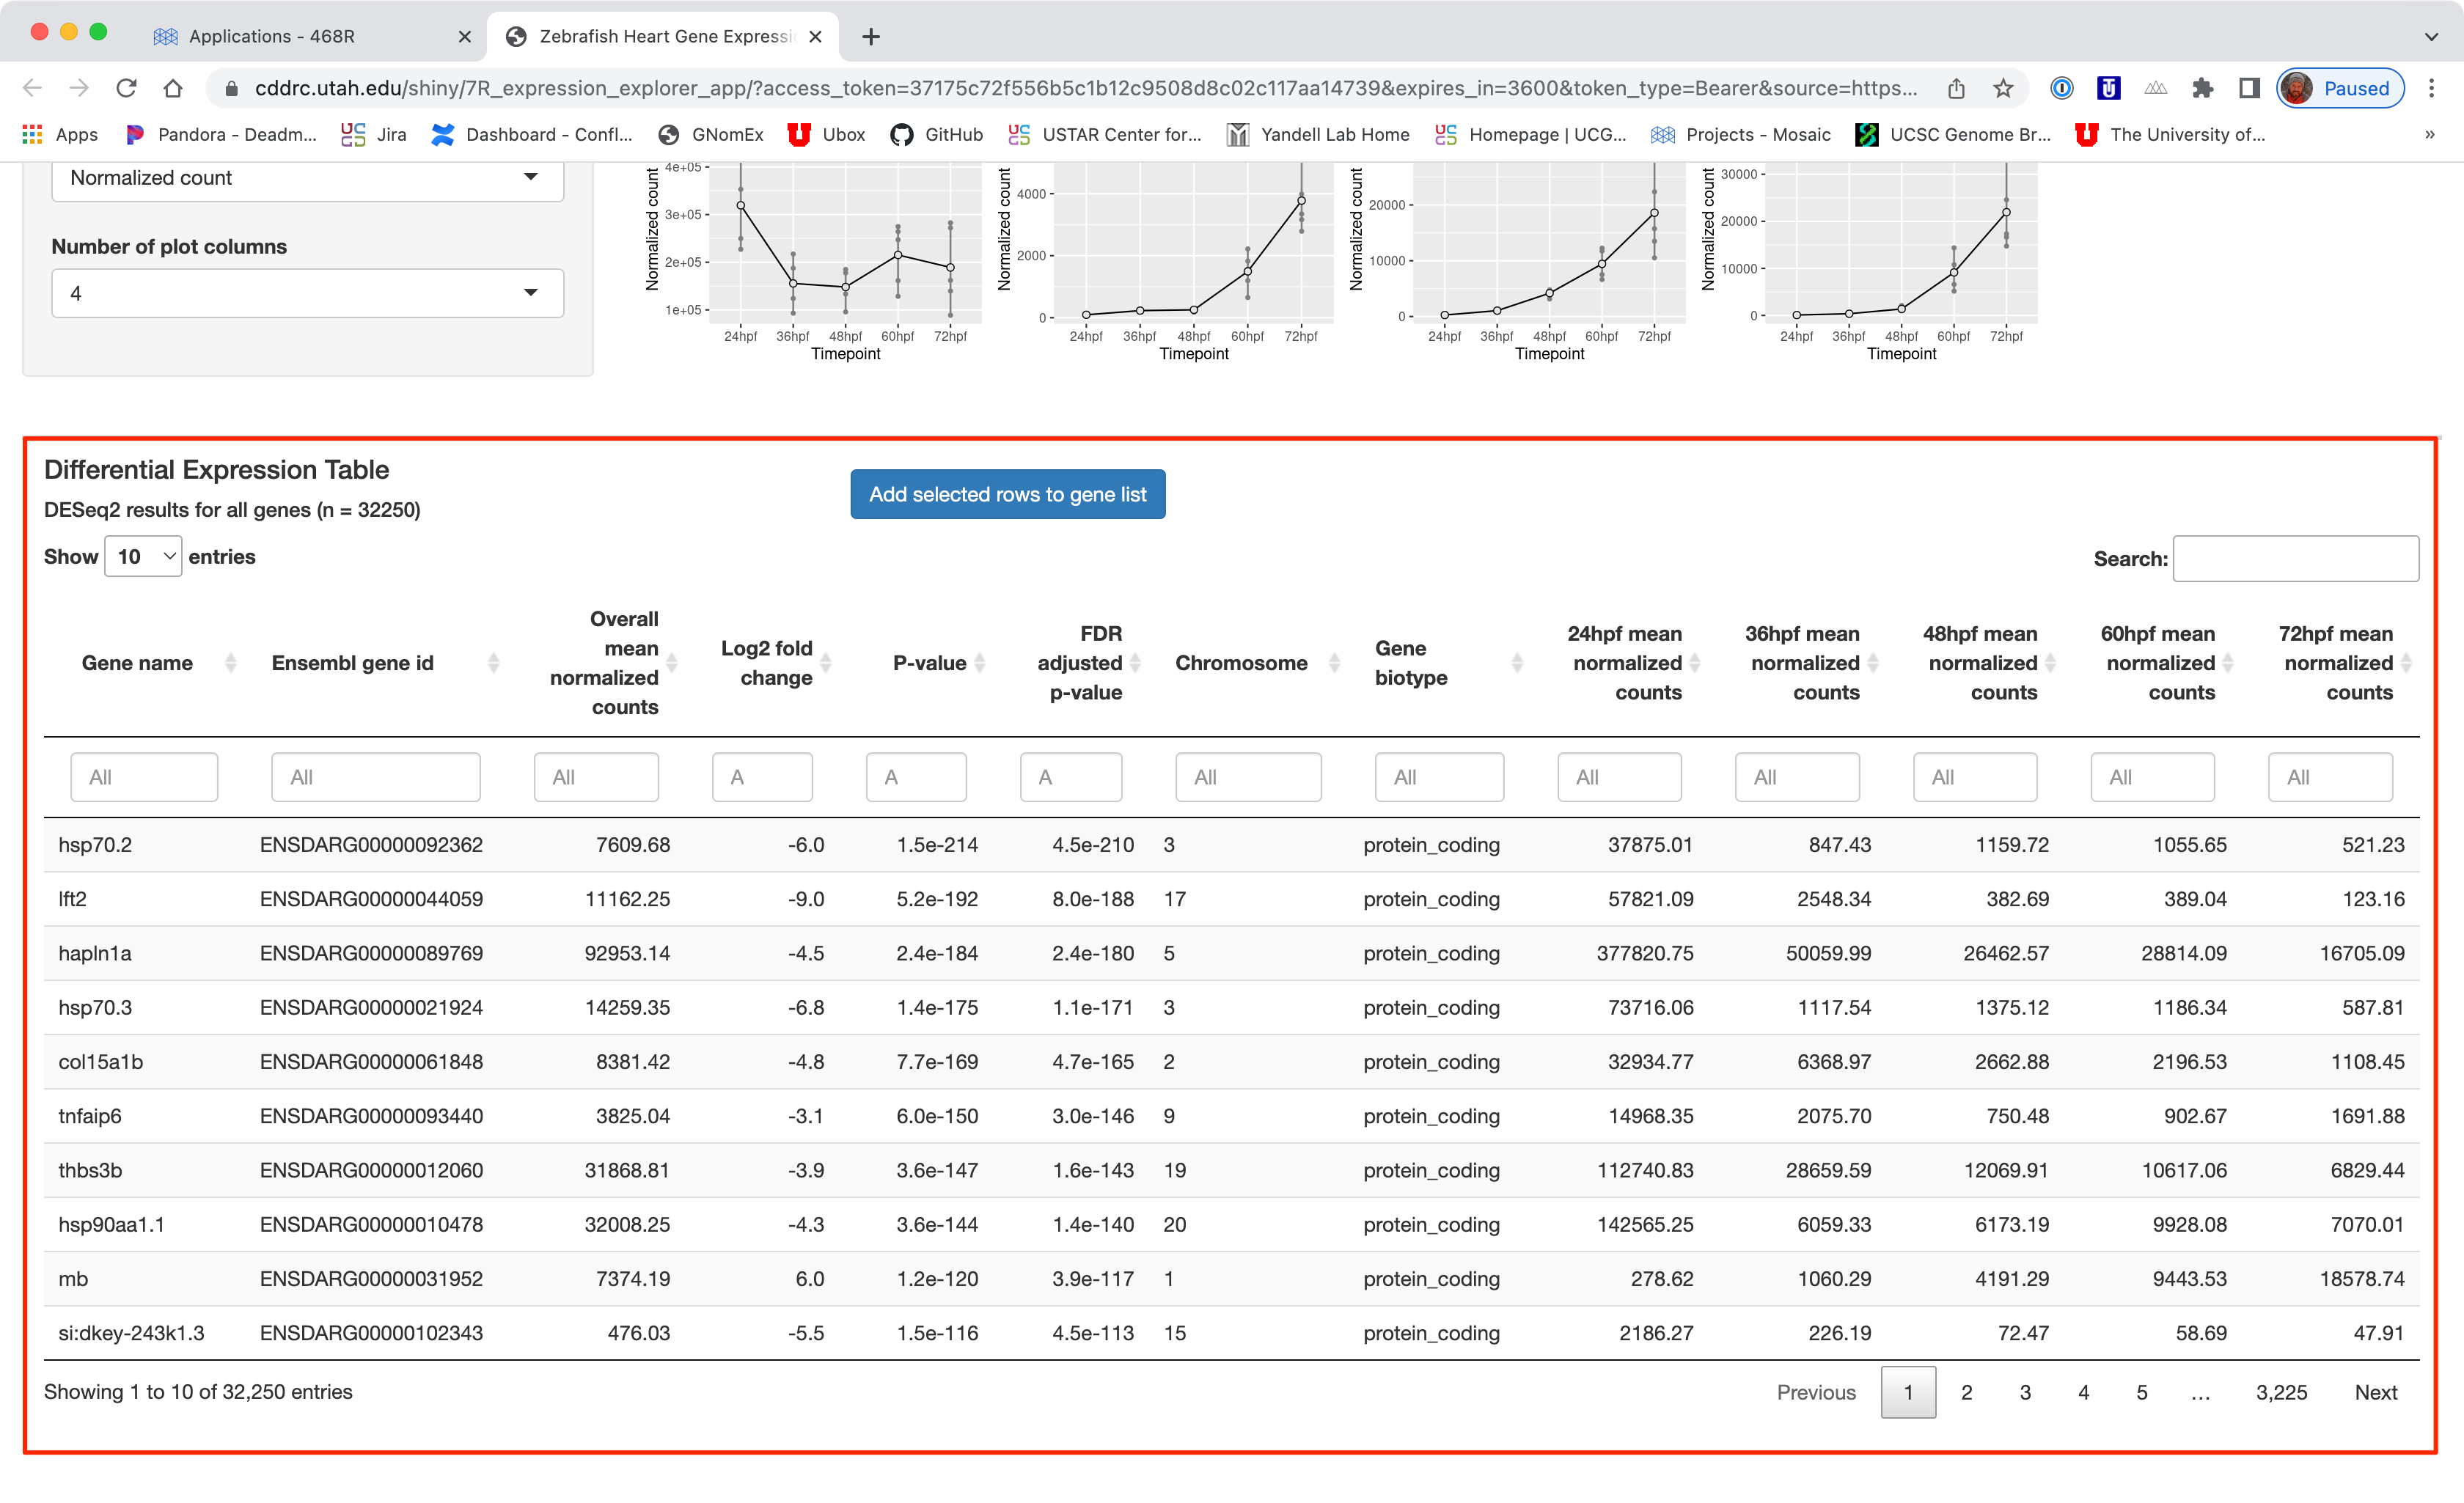 Applications - 468R
Zebrafish Heart Gene Expressi
cddrc.utah.edu/shiny/7R_expression_explorer_app/?access_token=37175c72f556b5c1b12c9508d8c02c117aa14739&expires_in=3600&token_type=Bearer&source=https...
Paused
Apps Pandora - Deadm... Jira Dashboard - Confl... GNomEx Ubox GitHub USTAR Center for... Yandell Lab Home Homepage | UCG... Projects - Mosaic UCSC Genome Br... The University of... »
Normalized count
Number of plot columns
4
Normalized count
4e+05
3e+05
2e+05
1e+05
24hpf 36hpf 48hpf 60hpf 72hpf
Timepoint
Normalized count
4000
2000
0
24hpf 36hpf 48hpf 60hpf 72hpf
Timepoint
Normalized count
20000
10000
0
24hpf 36hpf 48hpf 60hpf 72hpf
Timepoint
Normalized count
30000
20000
10000
0
24hpf 36hpf 48hpf 60hpf 72hpf
Timepoint
Differential Expression Table
Add selected rows to gene list
DESeq2 results for all genes (n = 32250)
Show 10 entries
Search:
Gene name
Ensembl gene id
Overall
mean
normalized
counts
Log2 fold
change
P-value
FDR
adjusted
p-value
Chromosome
Gene
biotype
24hpf mean
normalized
counts
36hpf mean
normalized
counts
48hpf mean
normalized
counts
60hpf mean
normalized
counts
72hpf mean
normalized
counts
All All All A A A All All All All All All All
hsp70.2 ENSDARG00000092362 7609.68 -6.0 1.5e-214 4.5e-210 3 protein_coding 37875.01 847.43 1159.72 1055.65 521.23
lft2 ENSDARG00000044059 11162.25 -9.0 5.2e-192 8.0e-188 17 protein_coding 57821.09 2548.34 382.69 389.04 123.16
hapln1a ENSDARG00000089769 92953.14 -4.5 2.4e-184 2.4e-180 5 protein_coding 377820.75 50059.99 26462.57 28814.09 16705.09
hsp70.3 ENSDARG00000021924 14259.35 -6.8 1.4e-175 1.1e-171 3 protein_coding 73716.06 1117.54 1375.12 1186.34 587.81
col15a1b ENSDARG00000061848 8381.42 -4.8 7.7e-169 4.7e-165 2 protein_coding 32934.77 6368.97 2662.88 2196.53 1108.45
tnfaip6 ENSDARG00000093440 3825.04 -3.1 6.0e-150 3.0e-146 9 protein_coding 14968.35 2075.70 750.48 902.67 1691.88
thbs3b ENSDARG00000012060 31868.81 -3.9 3.6e-147 1.6e-143 19 protein_coding 112740.83 28659.59 12069.91 10617.06 6829.44
hsp90aa1.1 ENSDARG00000010478 32008.25 -4.3 3.6e-144 1.4e-140 20 protein_coding 142565.25 6059.33 6173.19 9928.08 7070.01
mb ENSDARG00000031952 7374.19 6.0 1.2e-120 3.9e-117 1 protein_coding 278.62 1060.29 4191.29 9443.53 18578.74
si:dkey-243k1.3 ENSDARG00000102343 476.03 -5.5 1.5e-116 4.5e-113 15 protein_coding 2186.27 226.19 72.47 58.69 47.91
Showing 1 to 10 of 32,250 entries
Previous 1 2 3 4 5 ... 3,225 Next